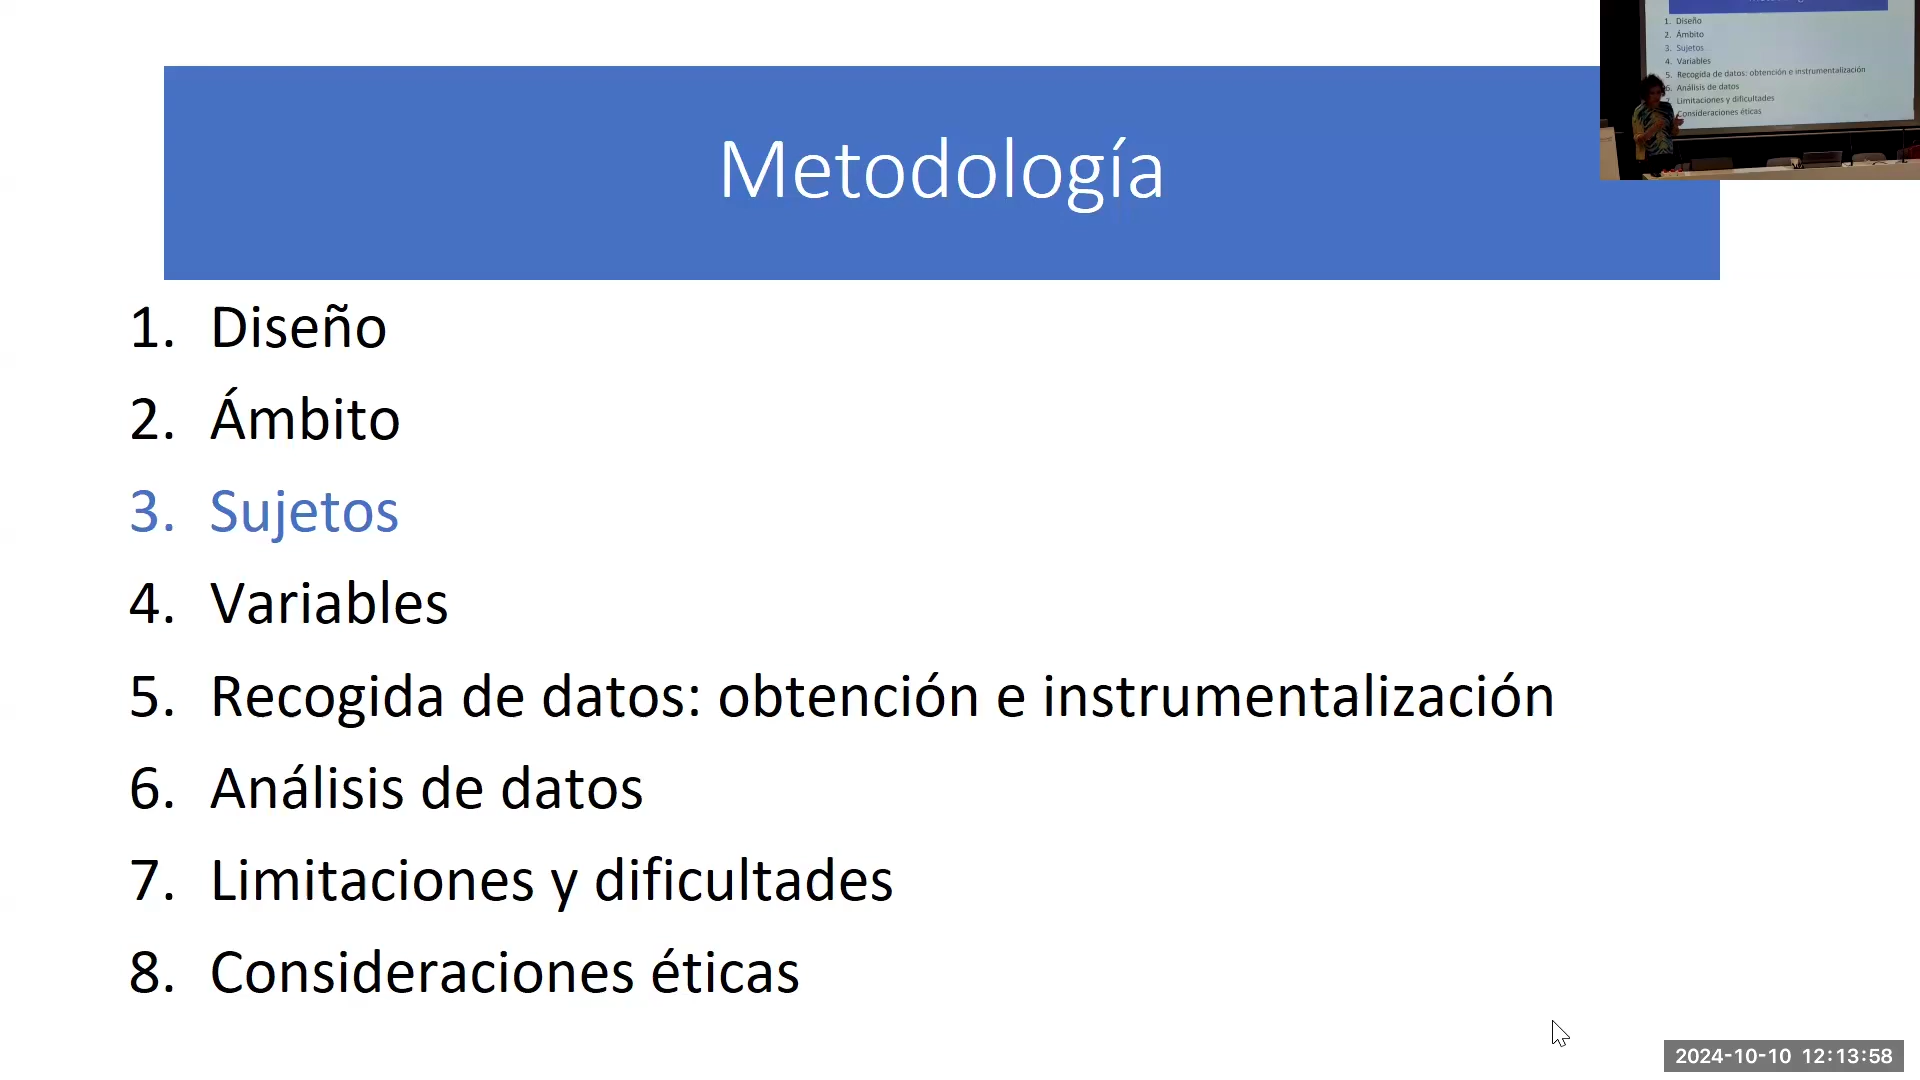 Metodología
1. Diseño
2. Ámbito
3. Sujetos
4. Variables
5. Recogida de datos: obtención e instrumentalización
6. Análisis de datos
7. Limitaciones y dificultades
8. Consideraciones éticas
1. Diseño
2. Ámbito
3. Sujetos
4. Variables
5. Recogida de datos: obtención e instrumentalización
6. Análisis de datos
7. Limitaciones y dificultades
Consideraciones éticas
2024-10-10 12:13:58